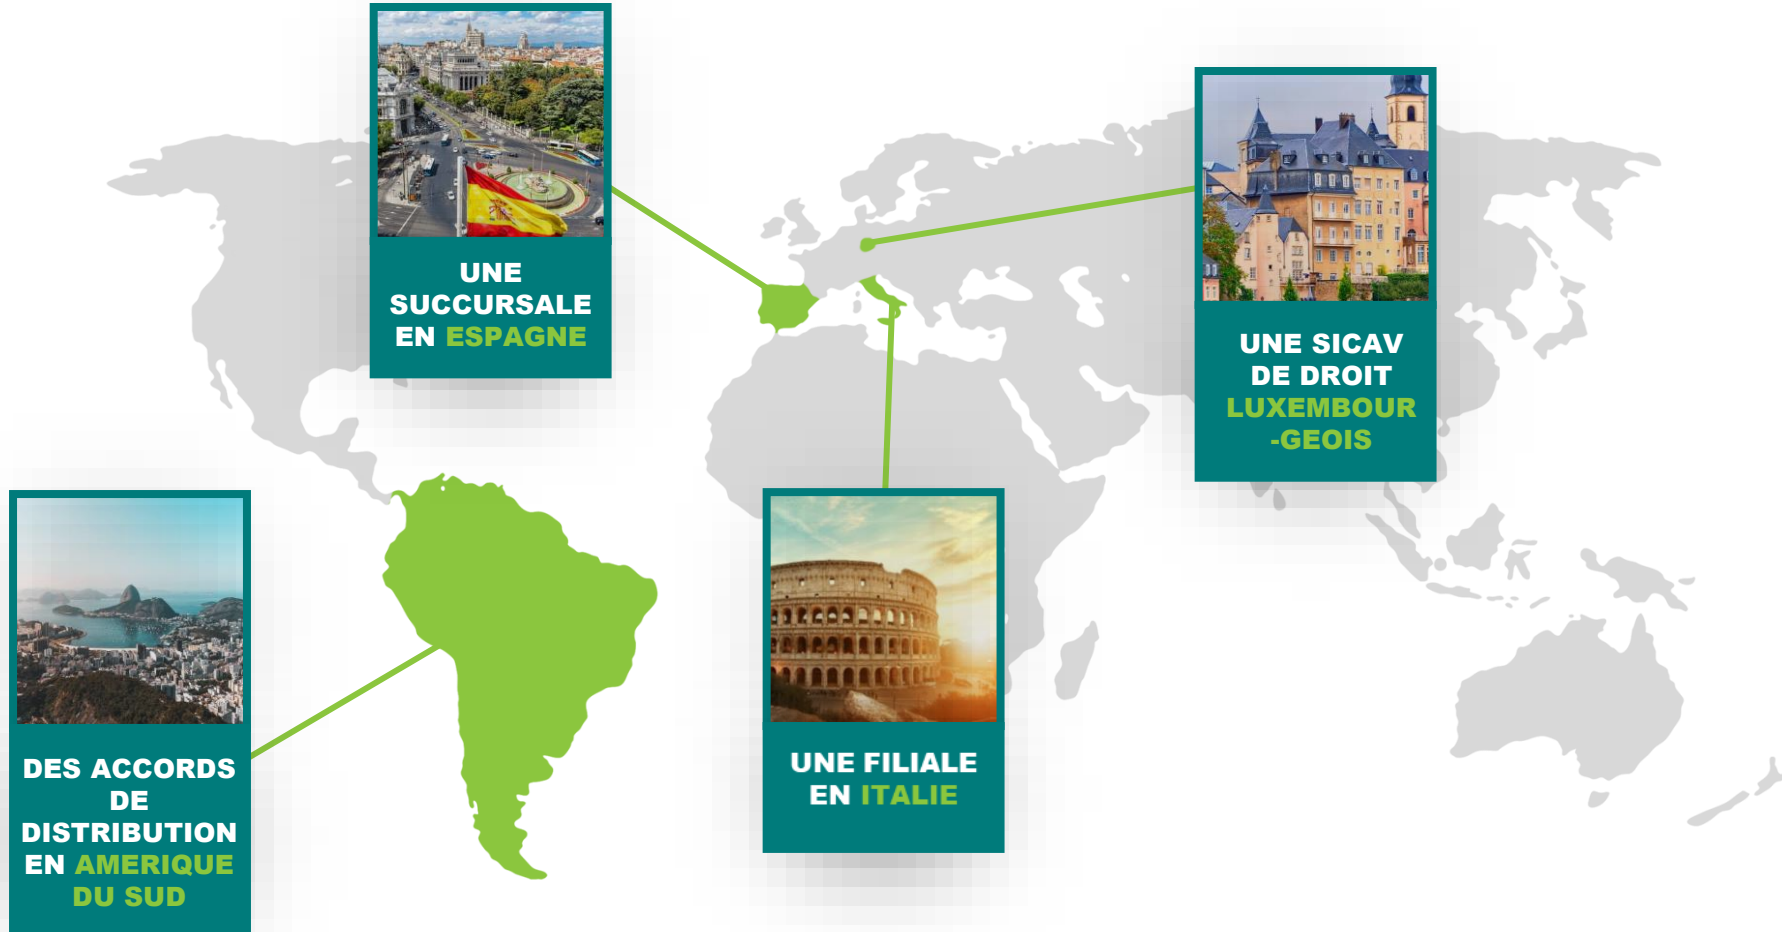 UNE
SUCCURSALE
EN ESPAGNE
UNE SICAV
DE DROIT
LUXEMBOUR
-GEOIS
DES ACCORDS
DE
DISTRIBUTION
EN AMERIQUE
DU SUD
UNE FILIALE
EN ITALIE